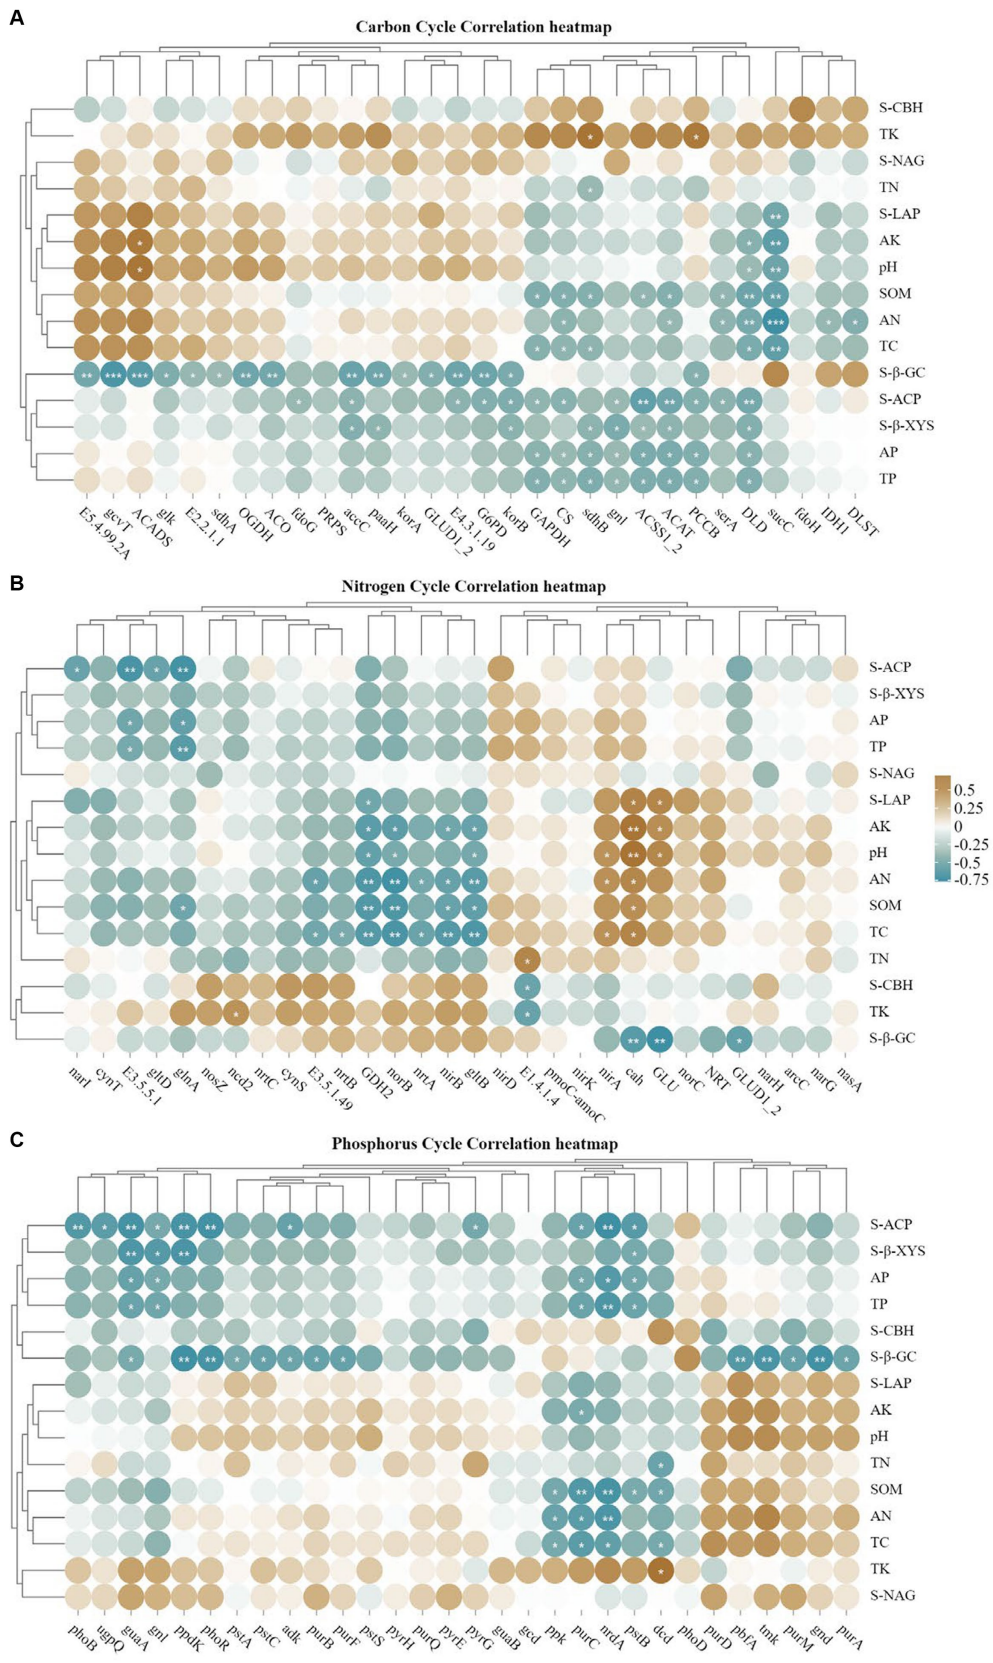 A
Carbon Cycle Correlation heatmap
S-CBH
TK
*
*
S-NAG
TN
*
S-LAP
**
AK
*
*
**
pH
*
*
**
SOM
* * * * * * ** **
AN
* * * ** *** * *
TC
* * * * **
S-β-GC
** *** *** * * * ** ** ** ** * * ** ** * *
S-ACP
* * * * * * * * ** ** * * **
S-β-XYS
* * * * * * * *
AP
* * * * * * * *
TP
* * * * * * * *
E5.4.99.2A gcvT ACADS glk E2.2.1.1 sdhA OGDH ACO fdoG PRPS accC paaH korA GLUD1_2 E4.3.1.19 G6PD korB GAPDH CS sdhB gnl ACSS1_2 ACAT PCCB serA DLD sucC fdoH IDH1 DLST
B
Nitrogen Cycle Correlation heatmap
S-ACP
* ** * **
S-β-XYS
AP
* *
TP
* **
S-NAG
S-LAP
* * *
AK
* * * * ** *
pH
* * * * ** *
AN
* ** ** * * ** * *
SOM
* ** ** * * *
TC
* * ** ** * ** ** * *
TN
*
S-CBH
*
TK
* *
S-β-GC
** ** *
narI cynT E3.5.5.1 gltD glnA nosZ ncd2 nrtC cynS E3.5.1.49 nrtB GDH2 norB nrtA nirB gltB nirD E1.4.1.4 pmoC-amoC nirK nirA cah GLU norC NRT GLUD1_2 narH arcC narG nasA
0.5
0.25
0
-0.25
-0.5
-0.75
C
Phosphorus Cycle Correlation heatmap
S-ACP
** * ** * ** ** * * * ** *
S-β-XYS
** * ** *
AP
* * * * *
TP
* * * ** *
S-CBH
S-β-GC
* ** ** * * * * * ** ** * ** *
S-LAP
AK
*
pH
TN
*
SOM
* ** ** * *
AN
* * **
TC
* * * *
TK
*
S-NAG
phoB ugpQ guaA gnl ppdK phoR pstA pstC adk purB purF pstS pyrH purQ pyrE pyrG guaB gcd ppk purC nrdA pstB dcd phoD purD pbfA tmk purM gnd purA